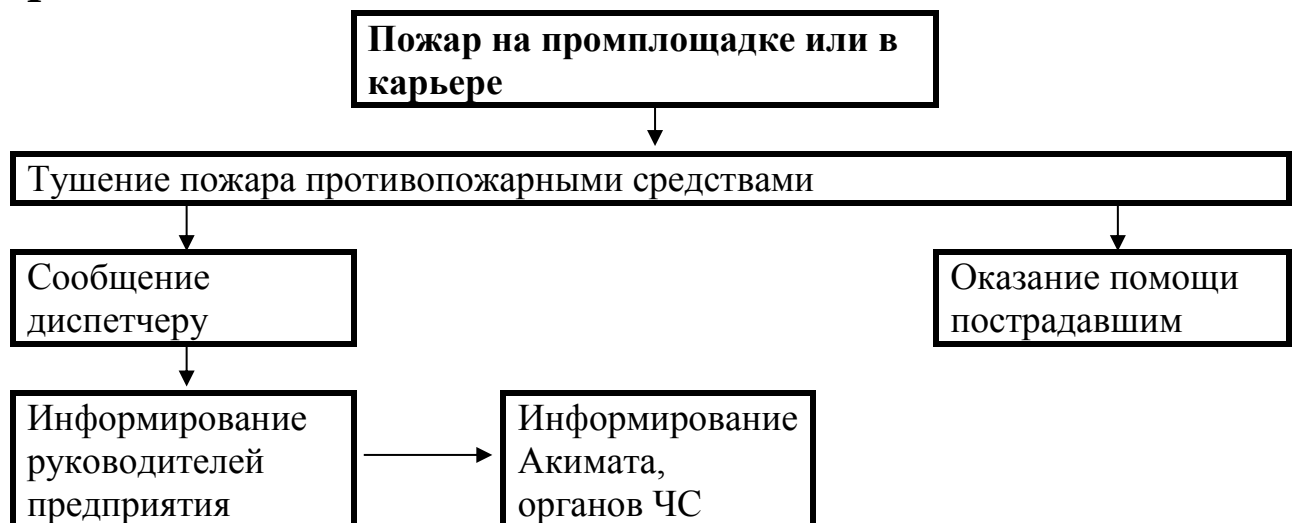 Пожар на промплощадке или в
карьере
Тушение пожара противопожарными средствами
Сообщение
диспетчеру
Оказание помощи
пострадавшим
Информирование
руководителей
предприятия
Информирование
Акимата,
органов ЧС